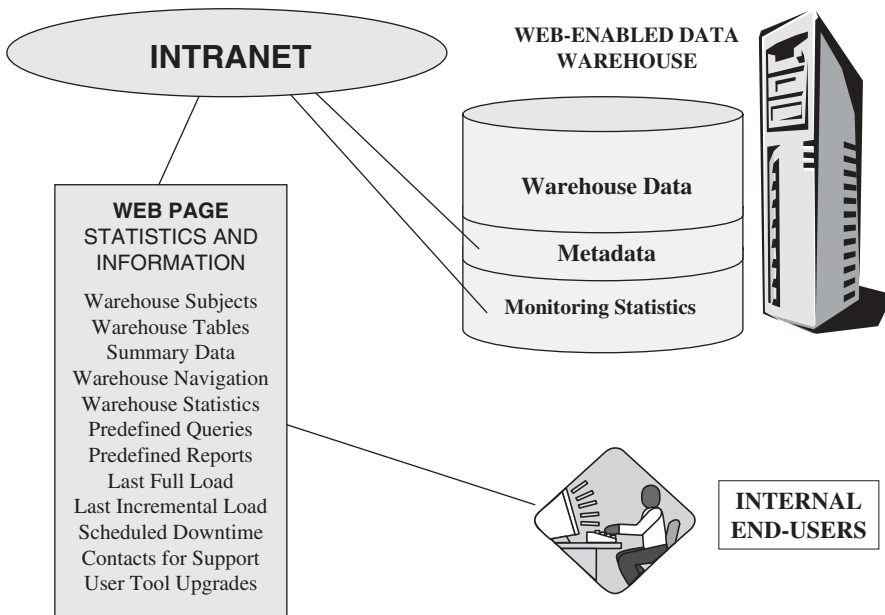 INTRANET
WEB-ENABLED DATA
WAREHOUSE
Warehouse Data
Metadata
Monitoring Statistics
WEB PAGE
STATISTICS AND
INFORMATION
Warehouse Subjects
Warehouse Tables
Summary Data
Warehouse Navigation
Warehouse Statistics
Predefined Queries
Predefined Reports
Last Full Load
Last Incremental Load
Scheduled Downtime
Contacts for Support
User Tool Upgrades
INTERNAL
END-USERS